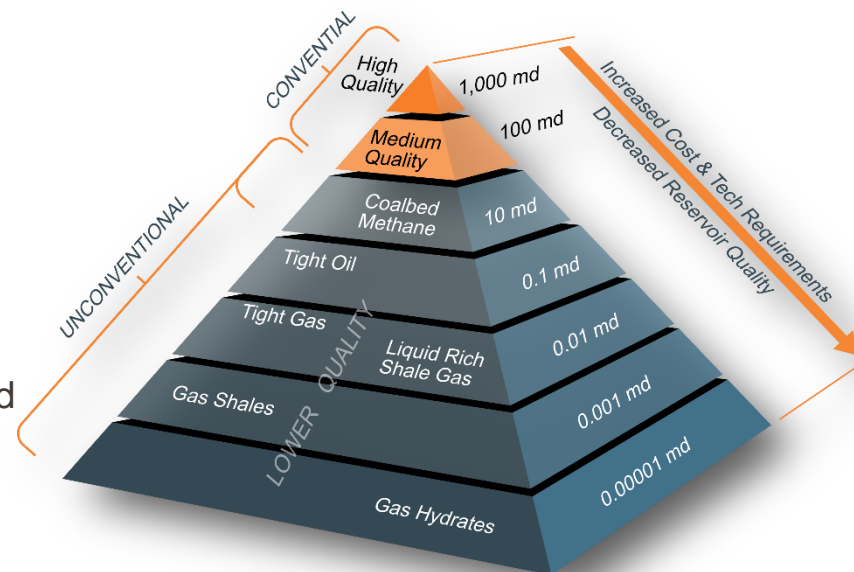 CONVENTIAL
High
Quality
1,000 md
Medium
Quality
100 md
UNCONVENTIONAL
Coalbed
Methane
10 md
Tight Oil
0.1 md
Tight Gas
Liquid Rich
Shale Gas
0.01 md
Gas Shales
0.001 md
Gas Hydrates
0.00001 md
LOWER QUALITY
Increased Cost & Tech Requirements
Decreased Reservoir Quality
d